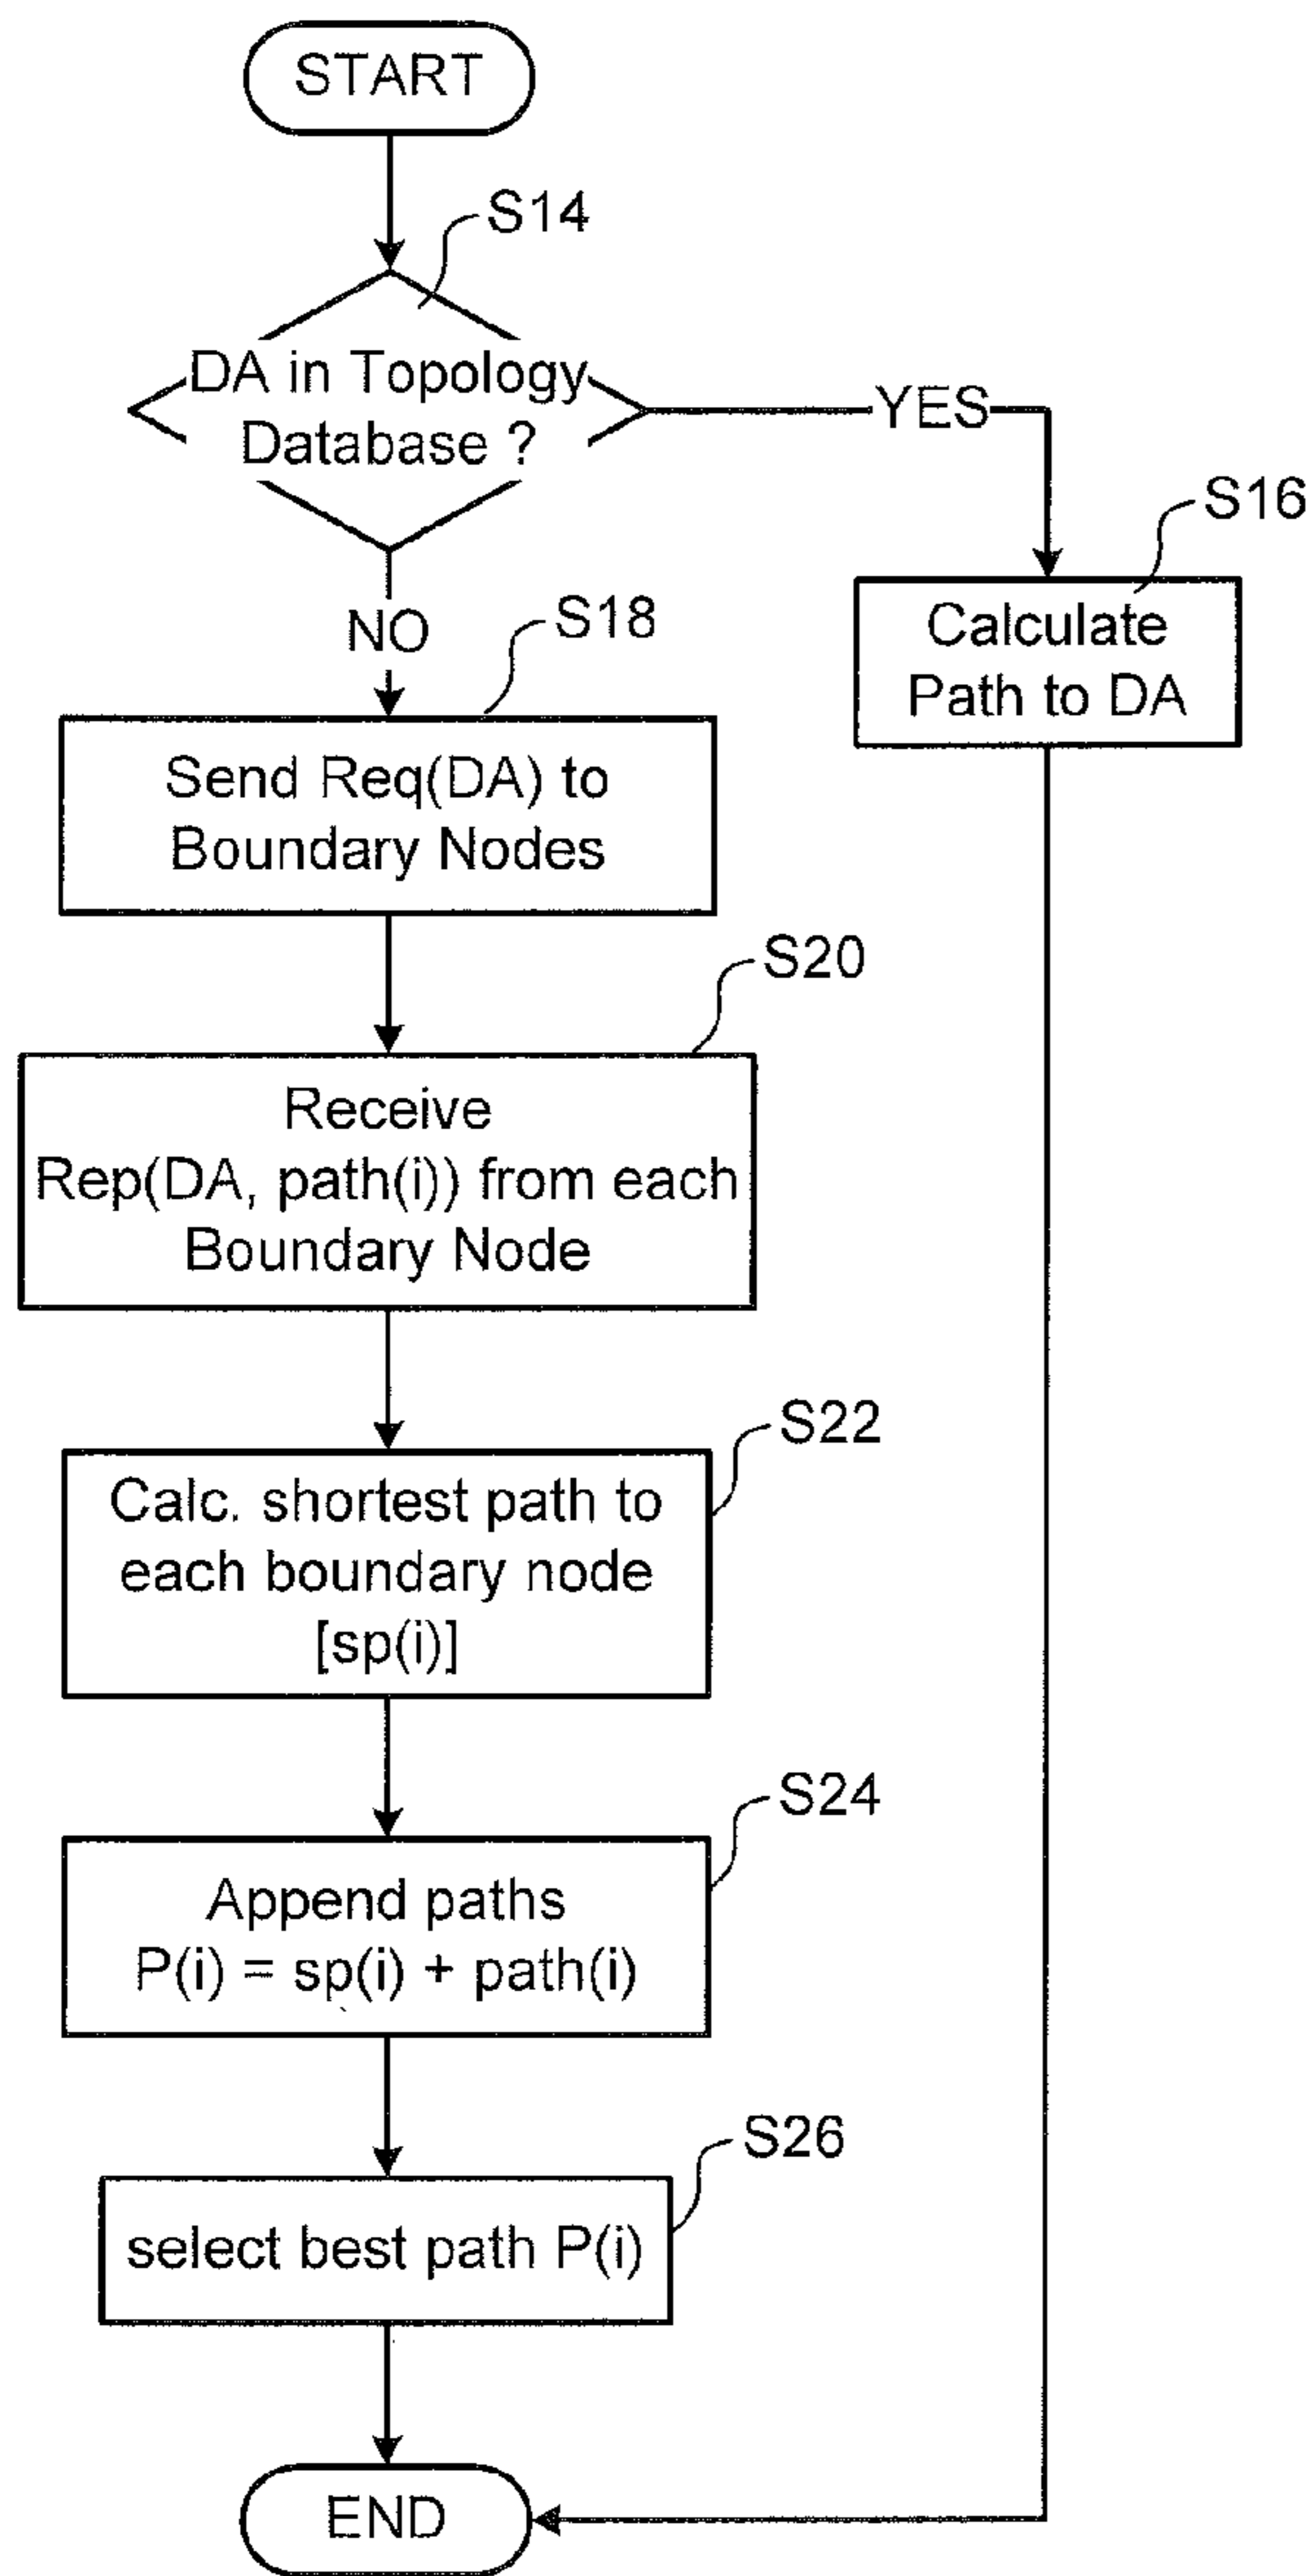 START
S14
DA in Topology
Database ?
YES
S16
Calculate
Path to DA
NO
S18
Send Req(DA) to
Boundary Nodes
S20
Receive
Rep(DA, path(i)) from each
Boundary Node
S22
Calc. shortest path to
each boundary node
[sp(i)]
S24
Append paths
P(i) = sp(i) + path(i)
S26
select best path P(i)
END